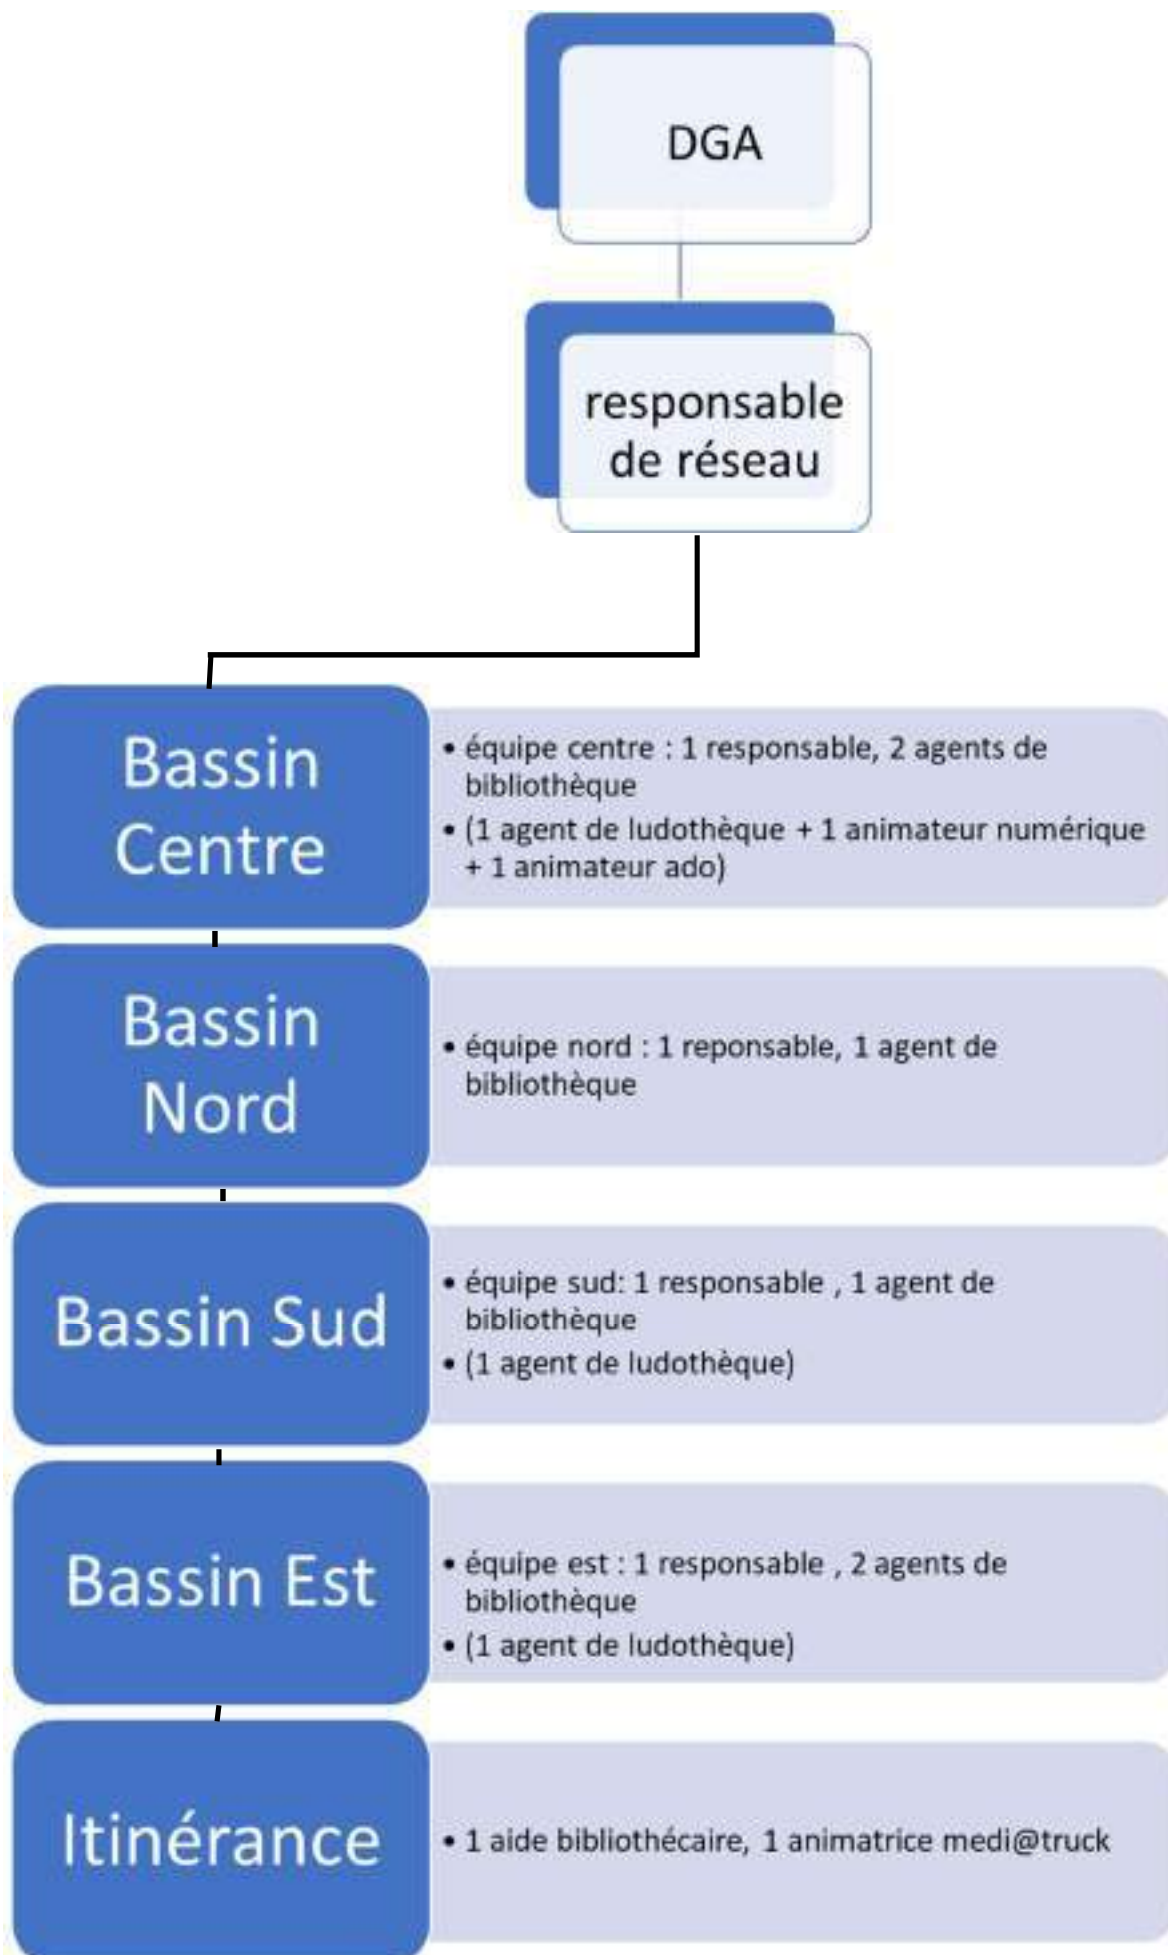 DGA
responsable
de réseau
Bassin
Centre
• équipe centre : 1 responsable, 2 agents de
bibliothèque
• (1 agent de ludothèque + 1 animateur numérique
+ 1 animateur ado)
Bassin
Nord
• équipe nord : 1 reponsable, 1 agent de
bibliothèque
Bassin Sud
• équipe sud: 1 responsable , 1 agent de
bibliothèque
• (1 agent de ludothèque)
Bassin Est
• équipe est : 1 responsable , 2 agents de
bibliothèque
• (1 agent de ludothèque)
Itinérance
• 1 aide bibliothécaire, 1 animatrice medi@truck